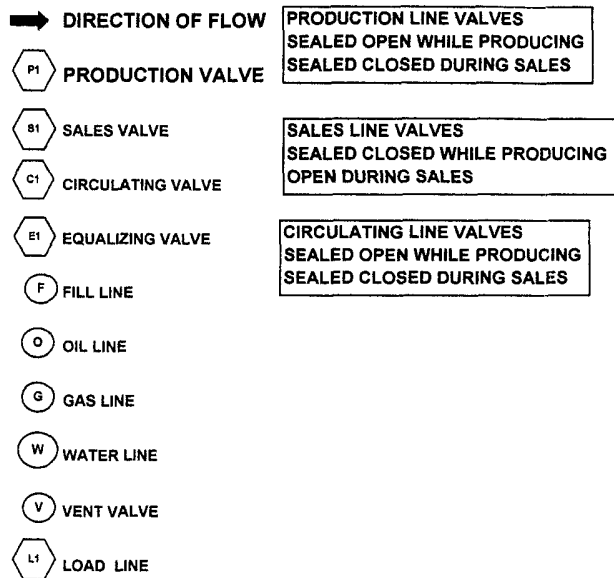 DIRECTION OF FLOW
PRODUCTION LINE VALVES
SEALED OPEN WHILE PRODUCING
SEALED CLOSED DURING SALES
P1 PRODUCTION VALVE
S1 SALES VALVE
SALES LINE VALVES
SEALED CLOSED WHILE PRODUCING
OPEN DURING SALES
C1 CIRCULATING VALVE
E1 EQUALIZING VALVE
CIRCULATING LINE VALVES
SEALED OPEN WHILE PRODUCING
SEALED CLOSED DURING SALES
F FILL LINE
O OIL LINE
G GAS LINE
W WATER LINE
V VENT VALVE
L1 LOAD LINE